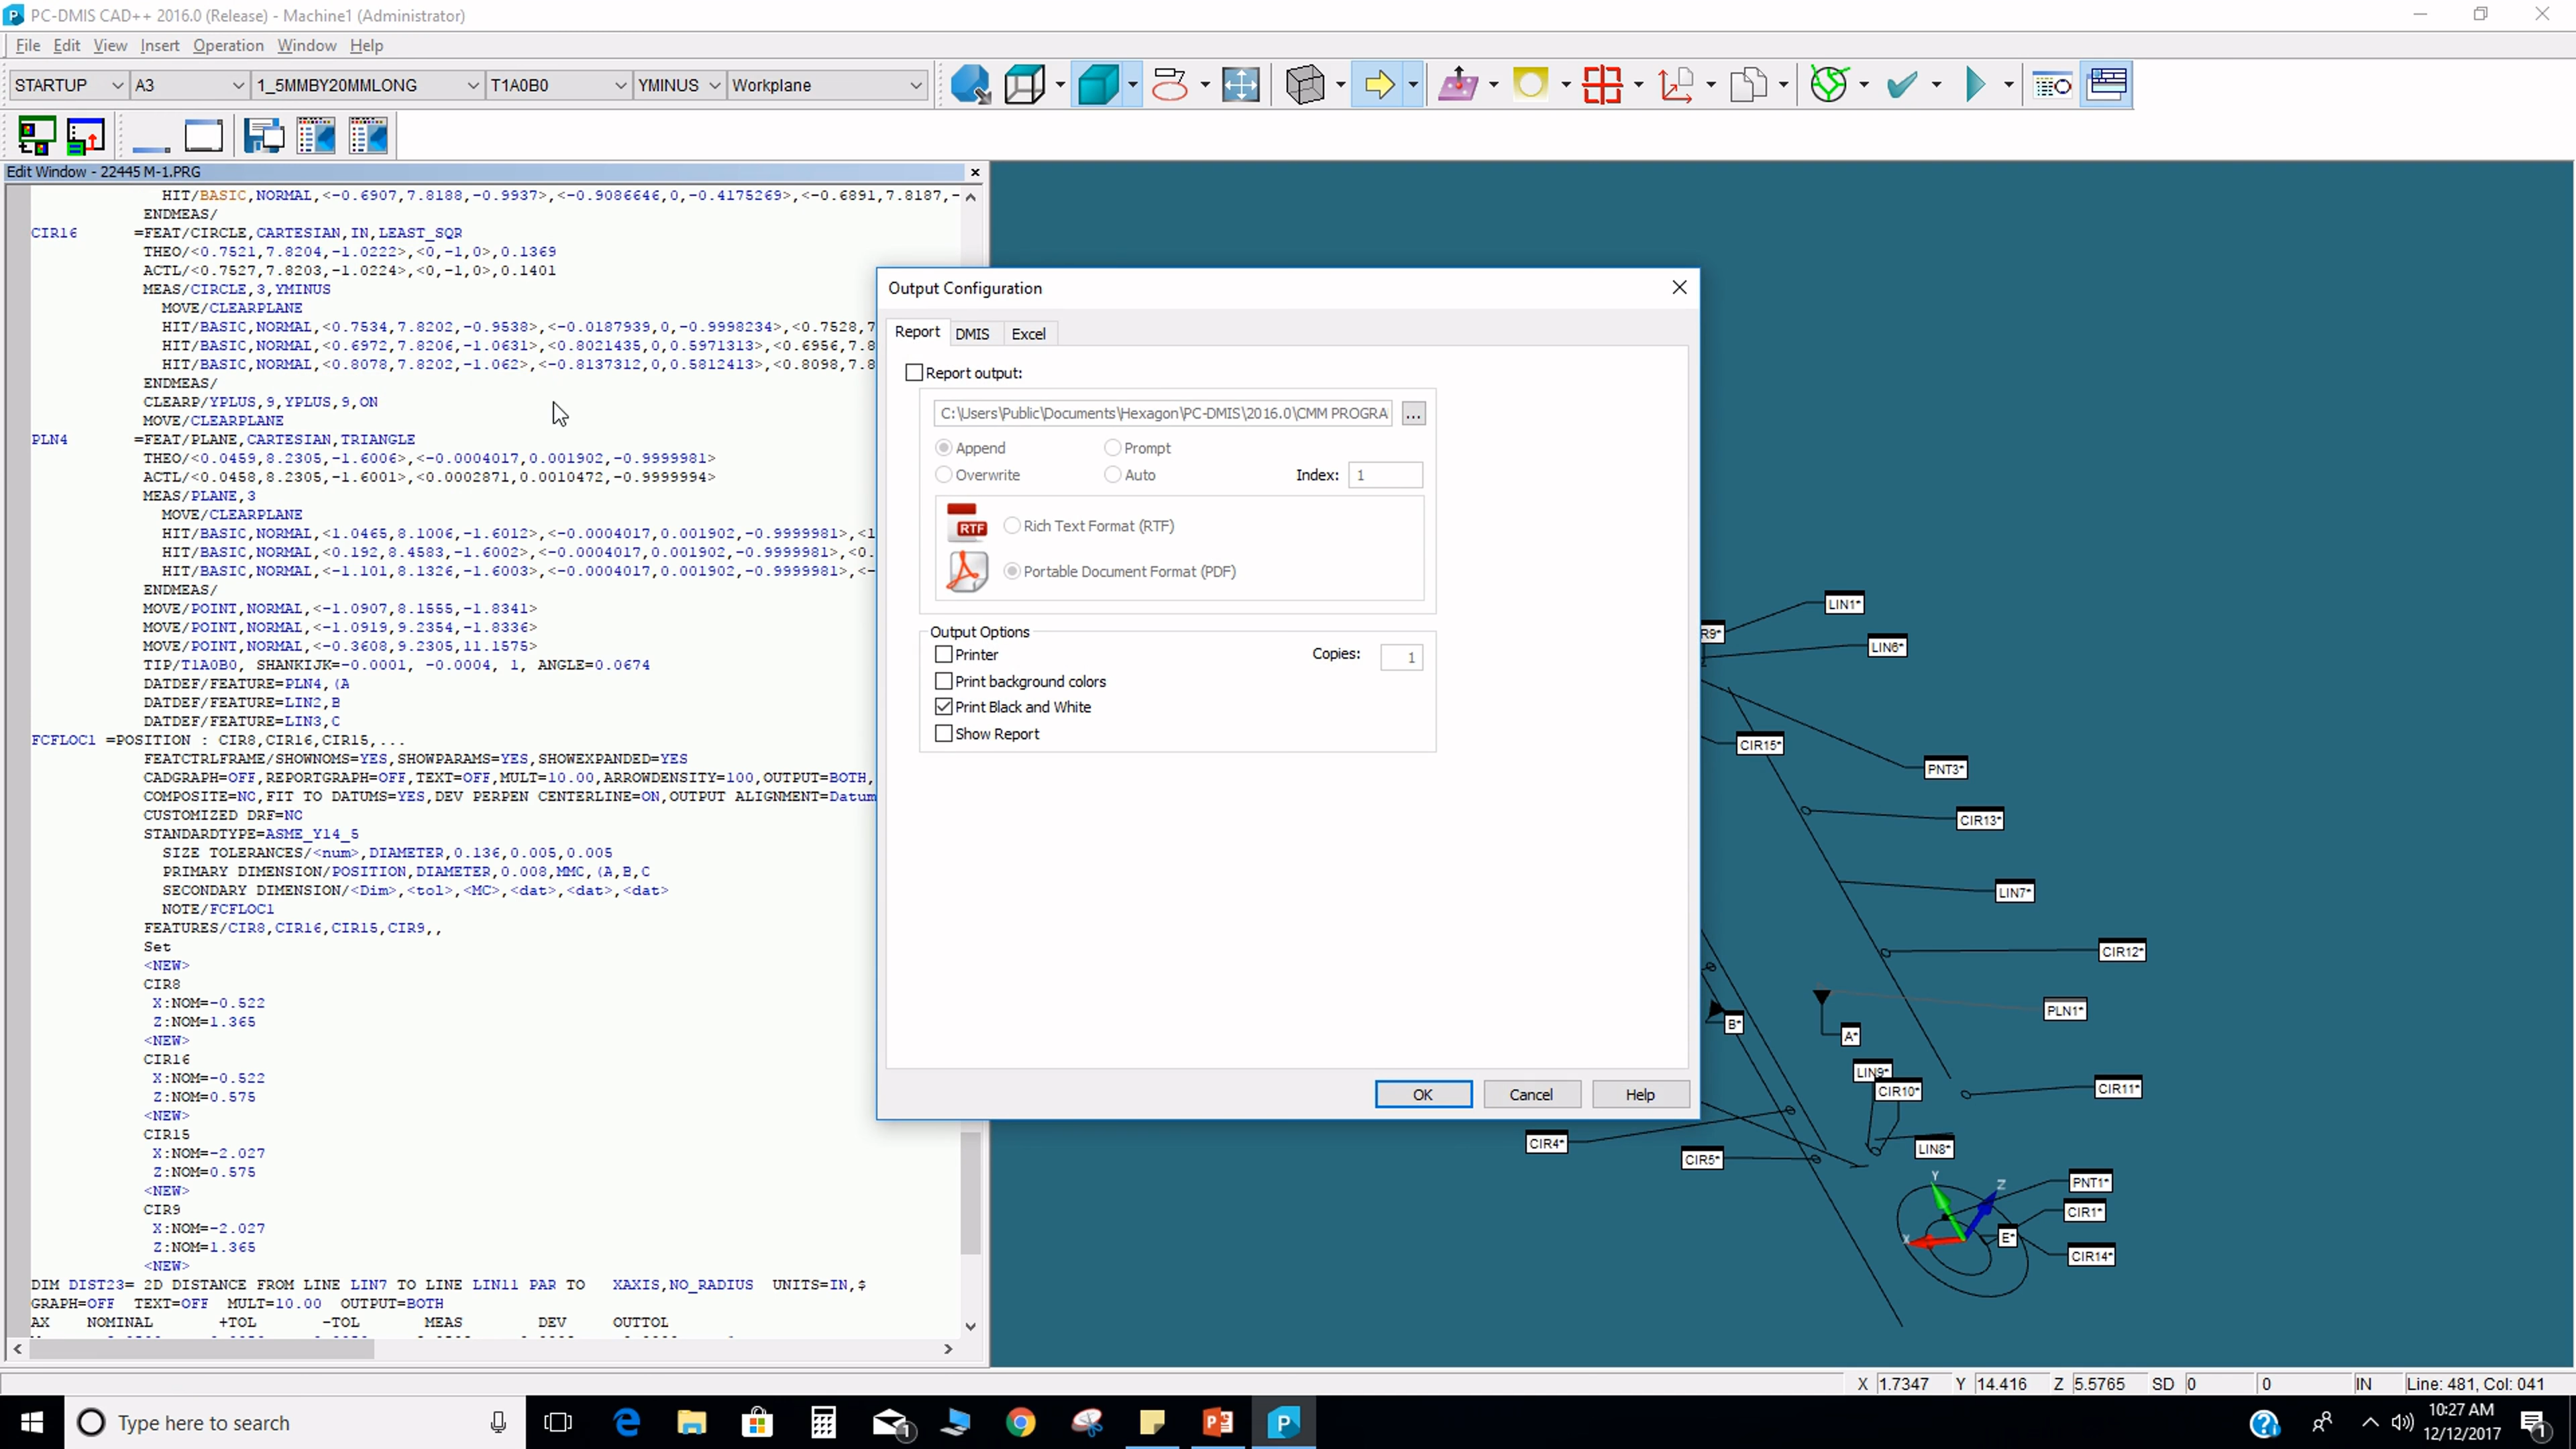 PC-DMIS CAD++ 2016.0 (Release) - Machine1 (Administrator)
File Edit View Insert Operation Window Help
STARTUP A3 1_5MMBY20MMLONG T1A0B0 YMINUS Workplane
Edit Window - 22445 M-1.PRG
HIT/BASIC,NORMAL,<-0.6907,7.8188,-0.9937>,<-0.9086646,0,-0.4175269>,<-0.6891,7.8187,-
ENDMEAS/
CIR16 =FEAT/CIRCLE,CARTESIAN,IN,LEAST_SQR
THEO/<0.7521,7.8204,-1.0222>,<0,-1,0>,0.1369
ACTL/<0.7527,7.8203,-1.0224>,<0,-1,0>,0.1401
MEAS/CIRCLE,3,YMINUS
MOVE/CLEARPLANE
HIT/BASIC,NORMAL,<0.7534,7.8202,-0.9538>,<-0.0187939,0,-0.9998234>,<0.7528,7
HIT/BASIC,NORMAL,<0.6972,7.8206,-1.0631>,<0.8021435,0,0.5971313>,<0.6956,7.8
HIT/BASIC,NORMAL,<0.8078,7.8202,-1.062>,<-0.8137312,0,0.5812413>,<0.8098,7.8
ENDMEAS/
CLEARP/YPLUS,9,YPLUS,9,ON
MOVE/CLEARPLANE
PLN4 =FEAT/PLANE,CARTESIAN,TRIANGLE
THEO/<0.0459,8.2305,-1.6006>,<-0.0004017,0.001902,-0.9999981>
ACTL/<0.0458,8.2305,-1.6001>,<0.0002871,0.0010472,-0.9999994>
MEAS/PLANE,3
MOVE/CLEARPLANE
HIT/BASIC,NORMAL,<1.0465,8.1006,-1.6012>,<-0.0004017,0.001902,-0.9999981>,<1
HIT/BASIC,NORMAL,<0.192,8.4583,-1.6002>,<-0.0004017,0.001902,-0.9999981>,<0.
HIT/BASIC,NORMAL,<-1.101,8.1326,-1.6003>,<-0.0004017,0.001902,-0.9999981>,<-
ENDMEAS/
MOVE/POINT,NORMAL,<-1.0907,8.1555,-1.8341>
MOVE/POINT,NORMAL,<-1.0919,9.2354,-1.8336>
MOVE/POINT,NORMAL,<-0.3608,9.2305,11.1575>
TIP/T1A0B0, SHANKIJK=-0.0001, -0.0004, 1, ANGLE=0.0674
DATDEF/FEATURE=PLN4,(A
DATDEF/FEATURE=LIN2,B
DATDEF/FEATURE=LIN3,C
FCFLOC1 =POSITION : CIR8,CIR16,CIR15,...
FEATCTRLFRAME/SHOWNOMS=YES,SHOWPARAMS=YES,SHOWEXPANDED=YES
CADGRAPH=OFF,REPORTGRAPH=OFF,TEXT=OFF,MULT=10.00,ARROWDENSITY=100,OUTPUT=BOTH,
COMPOSITE=NC,FIT TO DATUMS=YES,DEV PERPEN CENTERLINE=ON,OUTPUT ALIGNMENT=Datum
CUSTOMIZED DRF=NC
STANDARDTYPE=ASME_Y14_5
SIZE TOLERANCES/<num>,DIAMETER,0.136,0.005,0.005
PRIMARY DIMENSION/POSITION,DIAMETER,0.008,MMC,(A,B,C
SECONDARY DIMENSION/<Dim>,<tol>,<MC>,<dat>,<dat>,<dat>
NOTE/FCFLOC1
FEATURES/CIR8,CIR16,CIR15,CIR9,,
Set
<NEW>
CIR8
X:NOM=-0.522
Z:NOM=1.365
<NEW>
CIR16
X:NOM=-0.522
Z:NOM=0.575
<NEW>
CIR15
X:NOM=-2.027
Z:NOM=0.575
<NEW>
CIR9
X:NOM=-2.027
Z:NOM=1.365
<NEW>
DIM DIST23= 2D DISTANCE FROM LINE LIN7 TO LINE LIN11 PAR TO XAXIS,NO_RADIUS UNITS=IN,$
GRAPH=OFF TEXT=OFF MULT=10.00 OUTPUT=BOTH
AX NOMINAL +TOL -TOL MEAS DEV OUTTOL
Output Configuration
Report DMIS Excel
Report output:
C:\Users\Public\Documents\Hexagon\PC-DMIS\2016.0\CMM PROGRA ...
Append Prompt
Overwrite Auto Index: 1
RTF Rich Text Format (RTF)
Portable Document Format (PDF)
Output Options
Printer Copies: 1
Print background colors
Print Black and White
Show Report
OK Cancel Help
LIN1*
R9*
LIN6*
CIR15*
PNT3*
CIR13*
LIN7*
CIR12*
PLN1*
B*
A*
LIN9*
CIR10*
CIR11*
CIR4*
LIN8*
CIR5*
Y
Z
X
PNT1*
CIR1*
E*
CIR14*
X 1.7347 Y 14.416 Z 5.5765 SD 0 0 IN Line: 481, Col: 041
Type here to search
1
10:27 AM
12/12/2017
1